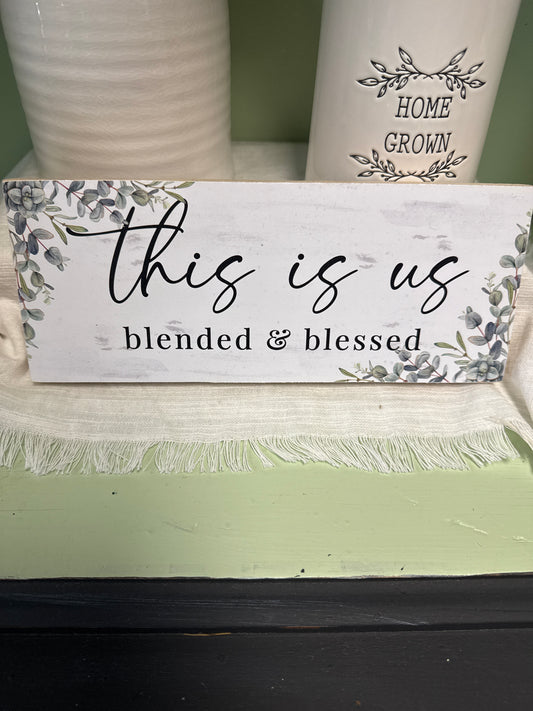 HOME
GROWN
this is us
blended & blessed